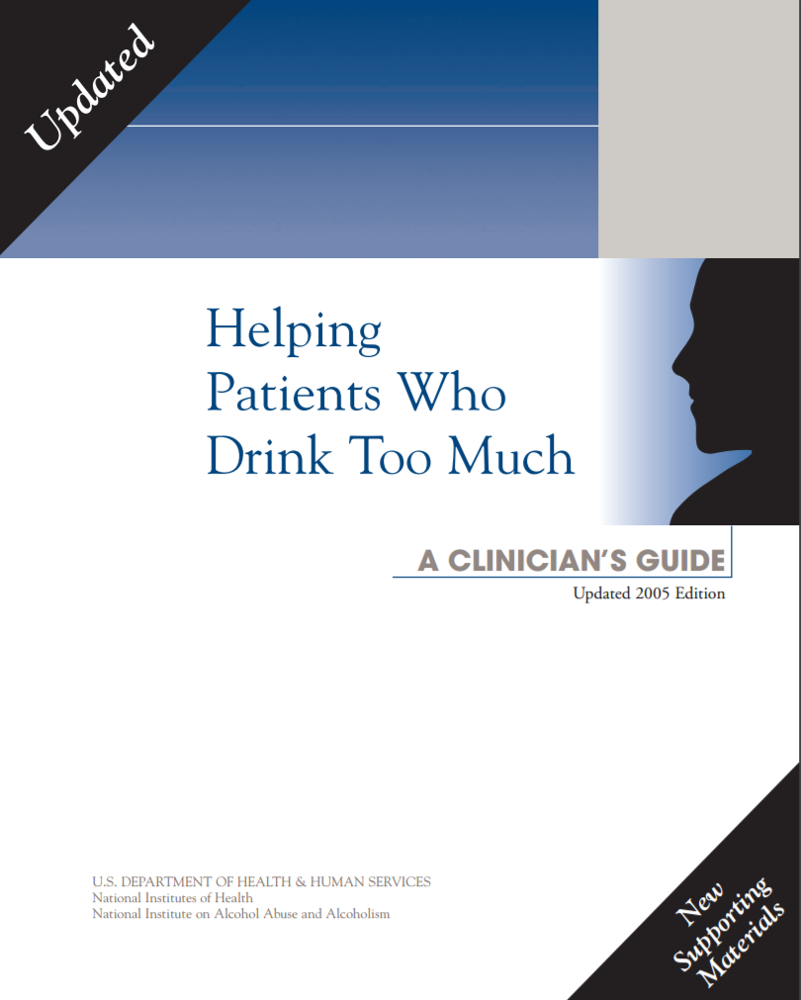 Updated
Helping
Patients Who
Drink Too Much
A CLINICIAN'S GUIDE
Updated 2005 Edition
U.S. DEPARTMENT OF HEALTH & HUMAN SERVICES
National Institutes of Health
National Institute on Alcohol Abuse and Alcoholism
New
Supporting
Materials